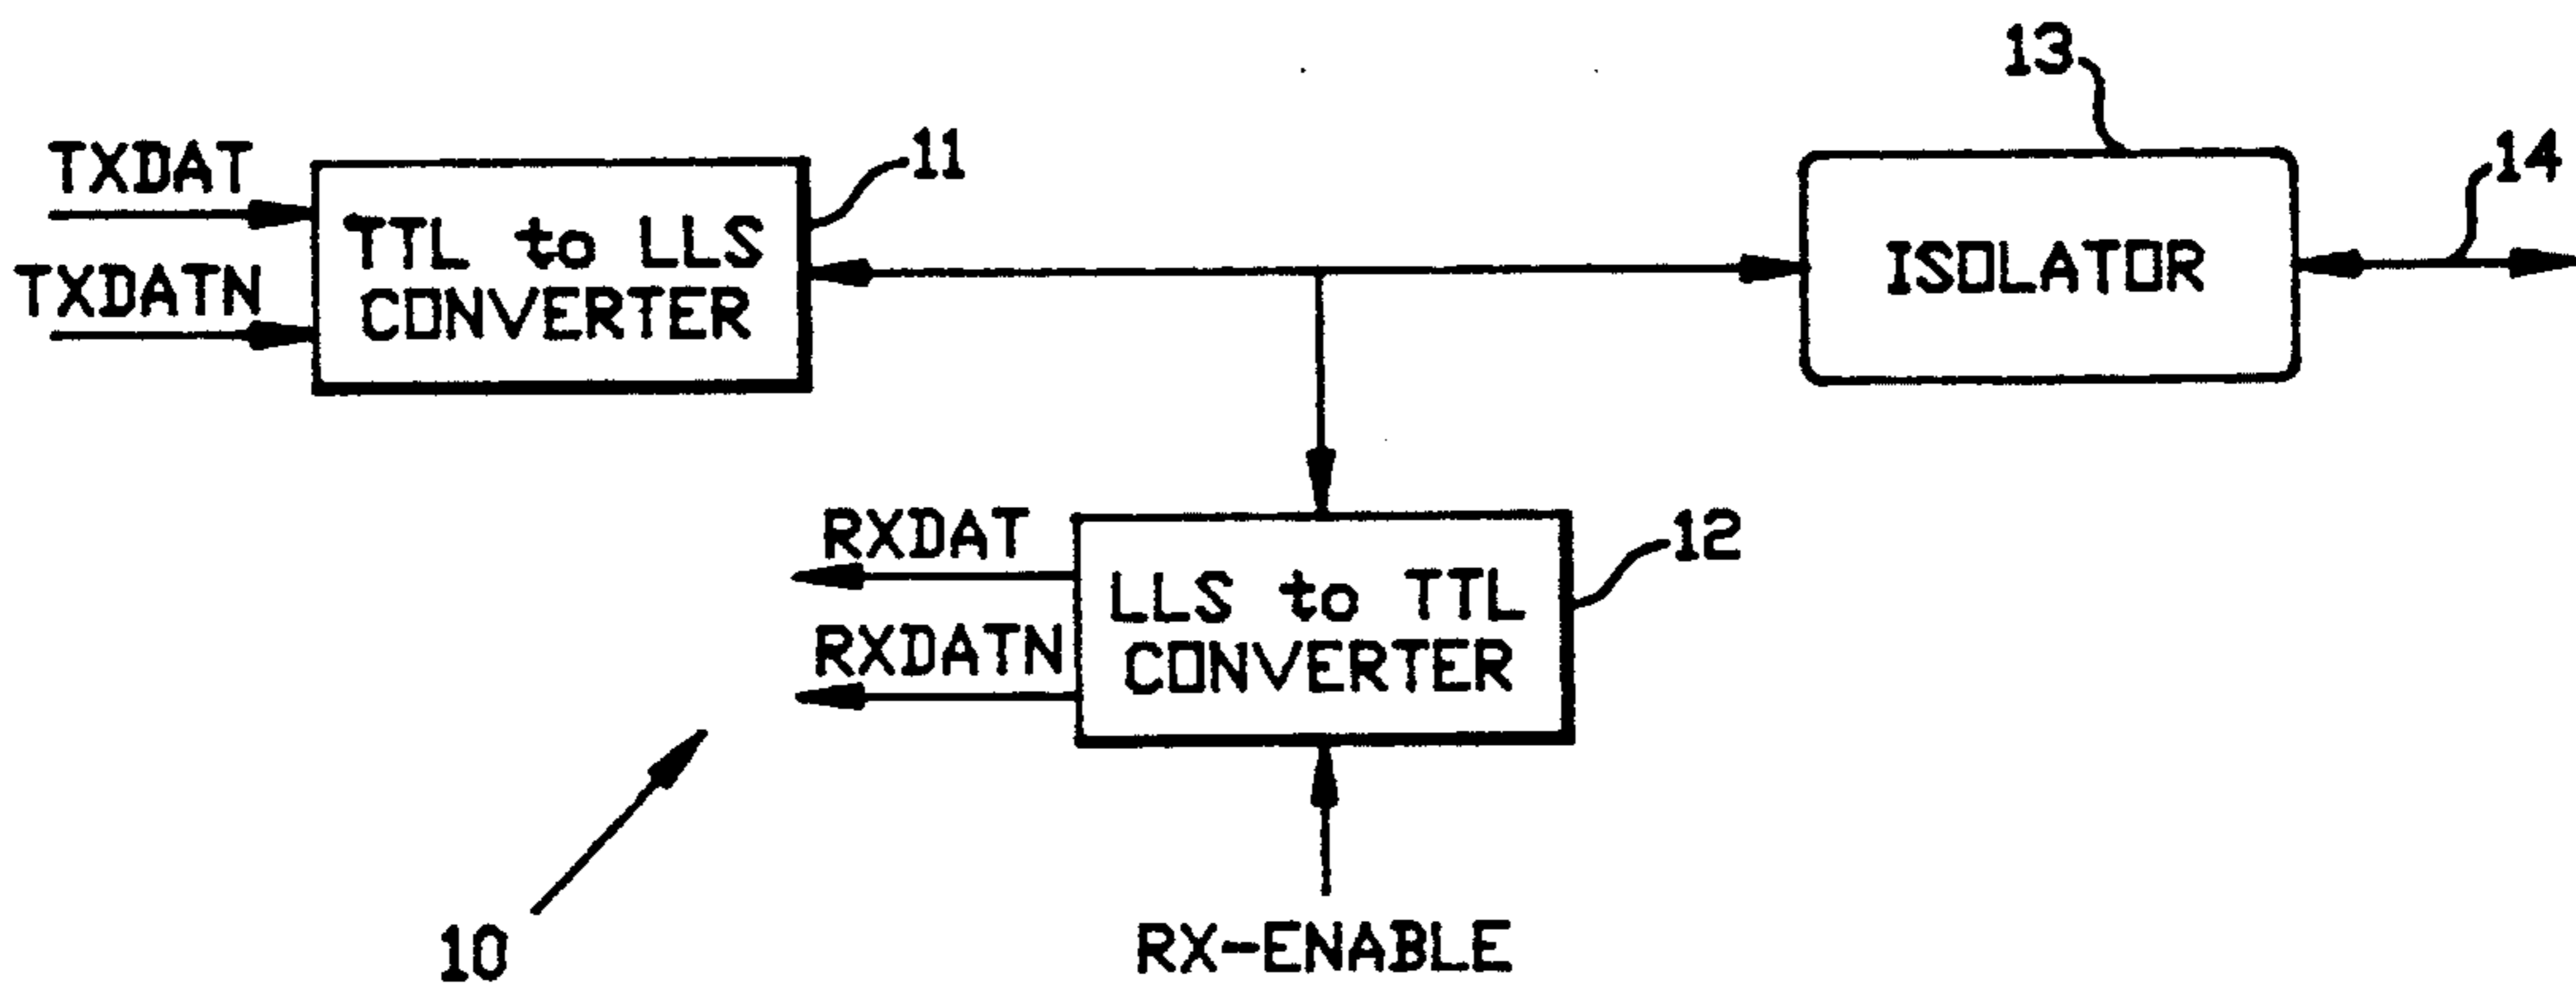 13
14
TXDAT
11
TTL to LLS
CONVERTER
TXDATN
ISOLATOR
RXDAT
12
LLS to TTL
CONVERTER
RXDATN
10
RX-ENABLE